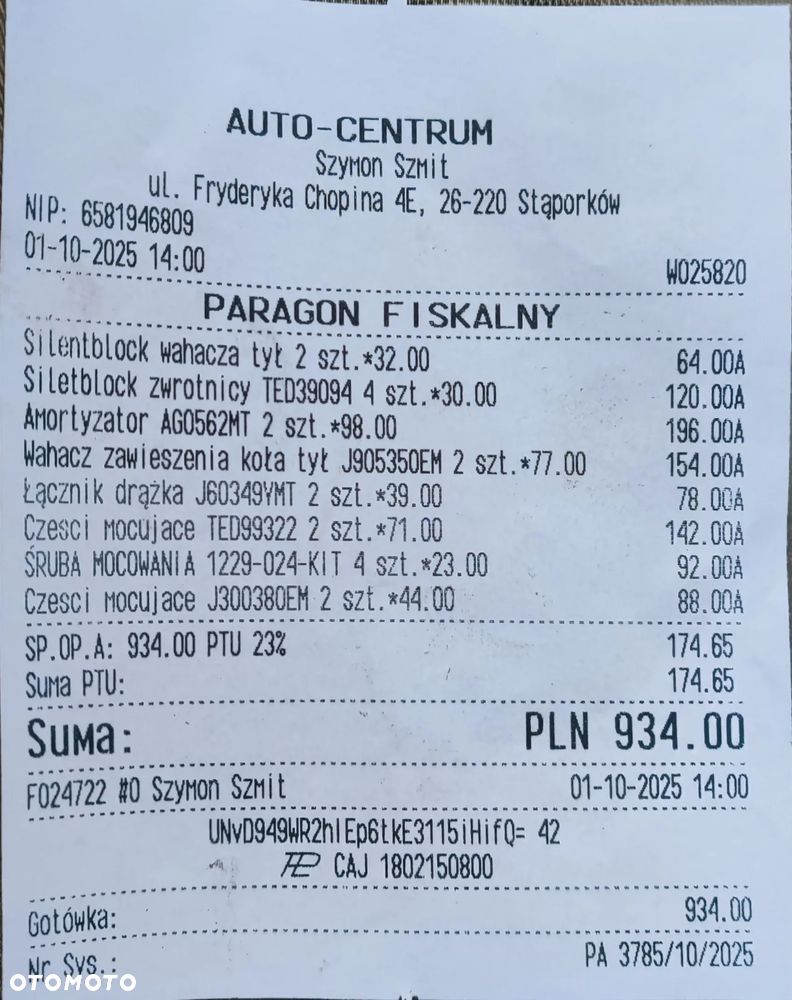 AUTO-CENTRUM
Szymon Szmit
ul. Fryderyka Chopina 4E, 26-220 Stąporków
NIP: 6581946809
01-10-2025 14:00 W025820
PARAGON FISKALNY
Silentblock wahacza tył 2 szt.*32.00 64.00A
Siletblock zwrotnicy TED39094 4 szt.*30.00 120.00A
Amortyzator AG0562MT 2 szt.*98.00 196.00A
Wahacz zawieszenia koła tył J905350EM 2 szt.*77.00 154.00A
Łącznik drążka J60349YMT 2 szt.*39.00 78.00A
Czesci mocujace TED99322 2 szt.*71.00 142.00A
ŚRUBA MOCOWANIA 1229-024-KIT 4 szt.*23.00 92.00A
Czesci mocujace J300380EM 2 szt.*44.00 88.00A
SP.OP.A: 934.00 PTU 23% 174.65
Suma PTU: 174.65
Suma: PLN 934.00
F024722 #0 Szymon Szmit 01-10-2025 14:00
UNvD949WR2hIEp6tkE3115iHifQ= 42
CAJ 1802150800
Gotówka: 934.00
Nr Sys.: PA 3785/10/2025
OTOMOTO